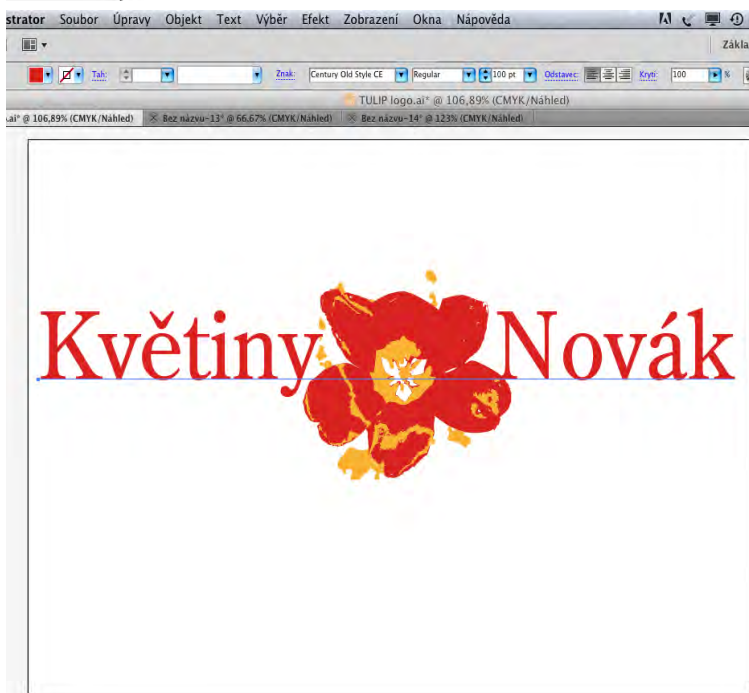 strator Soubor Úpravy Objekt Text Výběr Efekt Zobrazení Okna Nápověda
Zákla
Tah: Znak: Century Old Style CE Regular 100 pt Odstavec: Krytí: 100 %
TULIP logo.ai* @ 106,89% (CMYK/Náhled)
.ai* @ 106,89% (CMYK/Náhled) Bez názvu-13* @ 66,67% (CMYK/Náhled) Bez názvu-14* @ 123% (CMYK/Náhled)
Květiny Novák